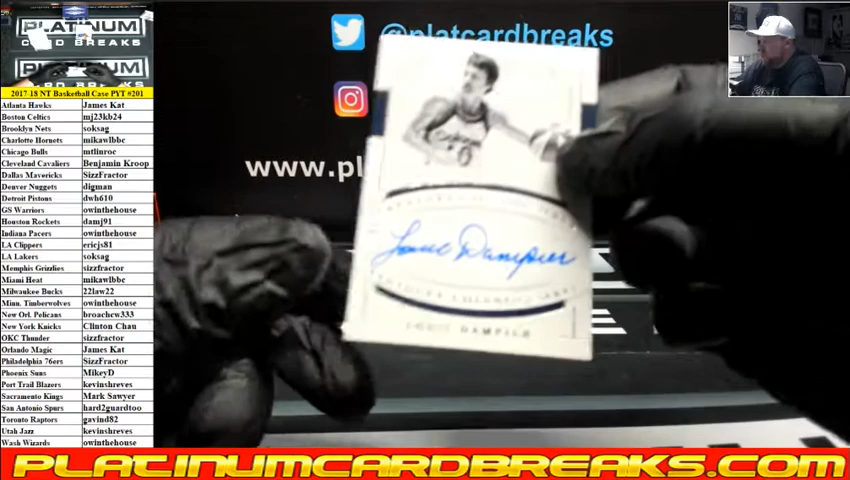 PLATINUM
CARD BREAKS
PLATINUM
CARD BREAKS
@platcardbreaks
www.pl
2017-18 NT Basketball Case PYT #201
Atlanta Hawks James Kat
Boston Celtics mj23kb24
Brooklyn Nets soksag
Charlotte Hornets mikawlbbc
Chicago Bulls mtlinroc
Cleveland Cavaliers Benjamin Kroop
Dallas Mavericks SizzFractor
Denver Nuggets digman
Detroit Pistons dwh610
GS Warriors owinthehouse
Houston Rockets damj91
Indiana Pacers owinthehouse
LA Clippers ericjs81
LA Lakers soksag
Memphis Grizzlies sizzfractor
Miami Heat mikawlbbc
Milwaukee Bucks 22law22
Minn. Timberwolves owinthehouse
New Orl. Pelicans broachcw333
New York Knicks Clinton Chau
OKC Thunder sizzfractor
Orlando Magic James Kat
Philadelphia 76ers SizzFractor
Phoenix Suns MikeyD
Port Trail Blazers kevinshreves
Sacramento Kings Mark Sawyer
San Antonio Spurs hard2guardtoo
Toronto Raptors gavind82
Utah Jazz kevinshreves
Wash Wizards owinthehouse
Louie Dampier
LOUIE DAMPIER
PLATINUMCARDBREAKS.COM